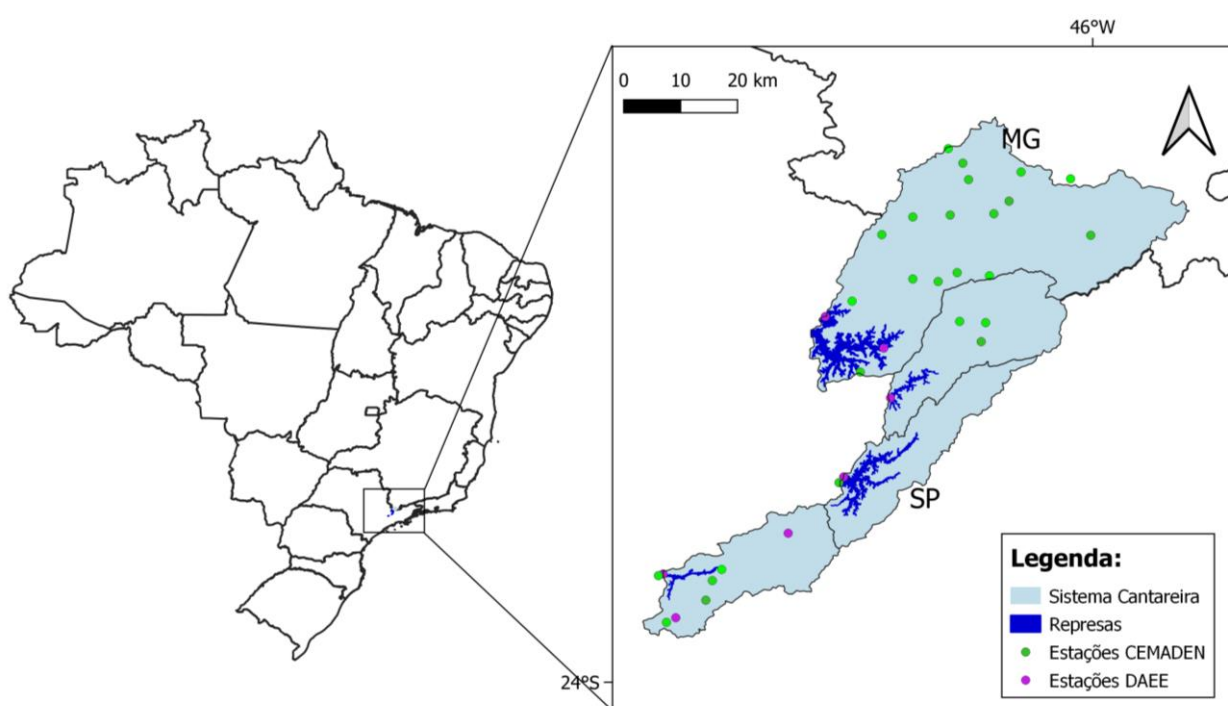 46°W
0 10 20 km
MG
SP
Legenda:
Sistema Cantareira
Represas
Estações CEMADEN
Estações DAEE
24°S